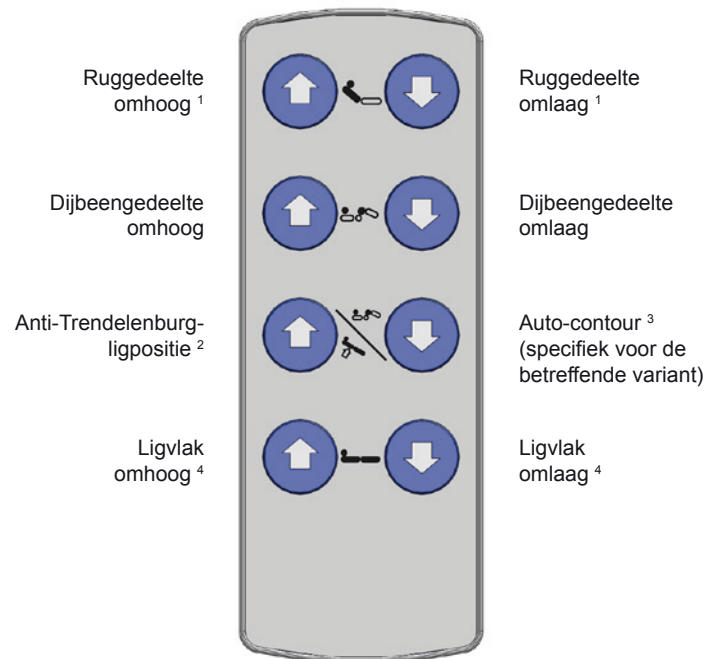 Ruggedeelte
omhoog ¹
Ruggedeelte
omlaag ¹
Dijbeengedeelte
omhoog
Dijbeengedeelte
omlaag
Anti-Trendelenburg-
ligpositie ²
Auto-contour ³
(specifiek voor de
betreffende variant)
Ligvlak
omhoog ⁴
Ligvlak
omlaag ⁴